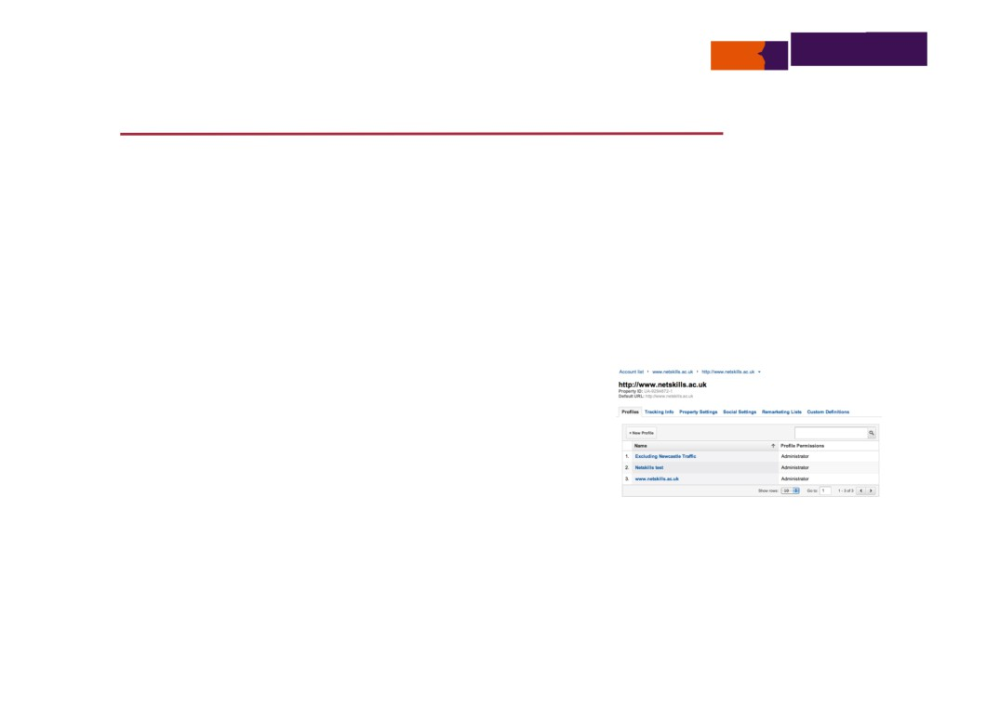 Account list › www.netskills.ac.uk › http://www.netskills.ac.uk ▾
http://www.netskills.ac.uk
Property ID:
Default URL: http://www.netskills.ac.uk
Profiles Tracking Info Property Settings Social Settings Remarketing Lists Custom Definitions
+ New Profile
Name ↑ Profile Permissions
1. Excluding Newcastle Traffic Administrator
2. Netskills test Administrator
3. www.netskills.ac.uk Administrator
Show rows: 10 Go to: 1 1 - 3 of 3